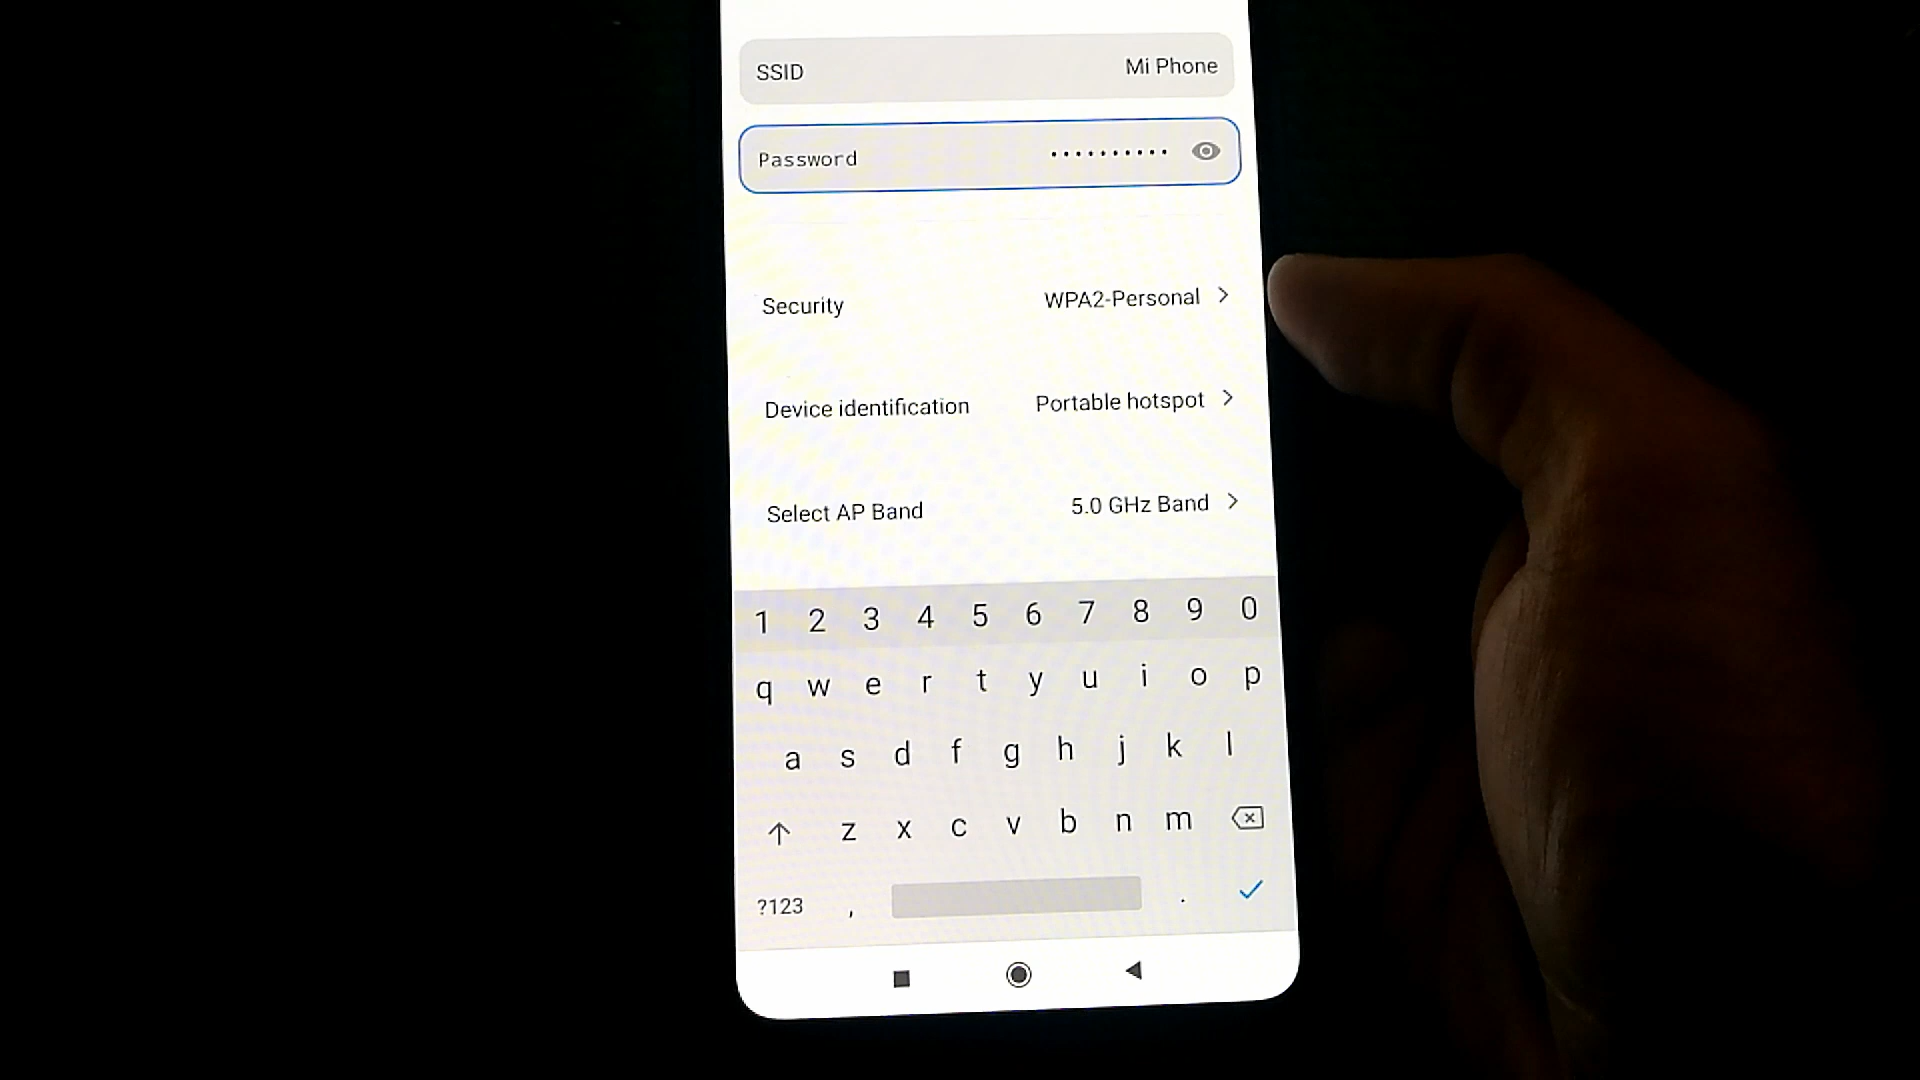 SSID Mi Phone
Password ••••••••••
Security WPA2-Personal
Device identification Portable hotspot
Select AP Band 5.0 GHz Band
1 2 3 4 5 6 7 8 9 0
q w e r t y u i o p
a s d f g h j k l
z x c v b n m
?123 , .